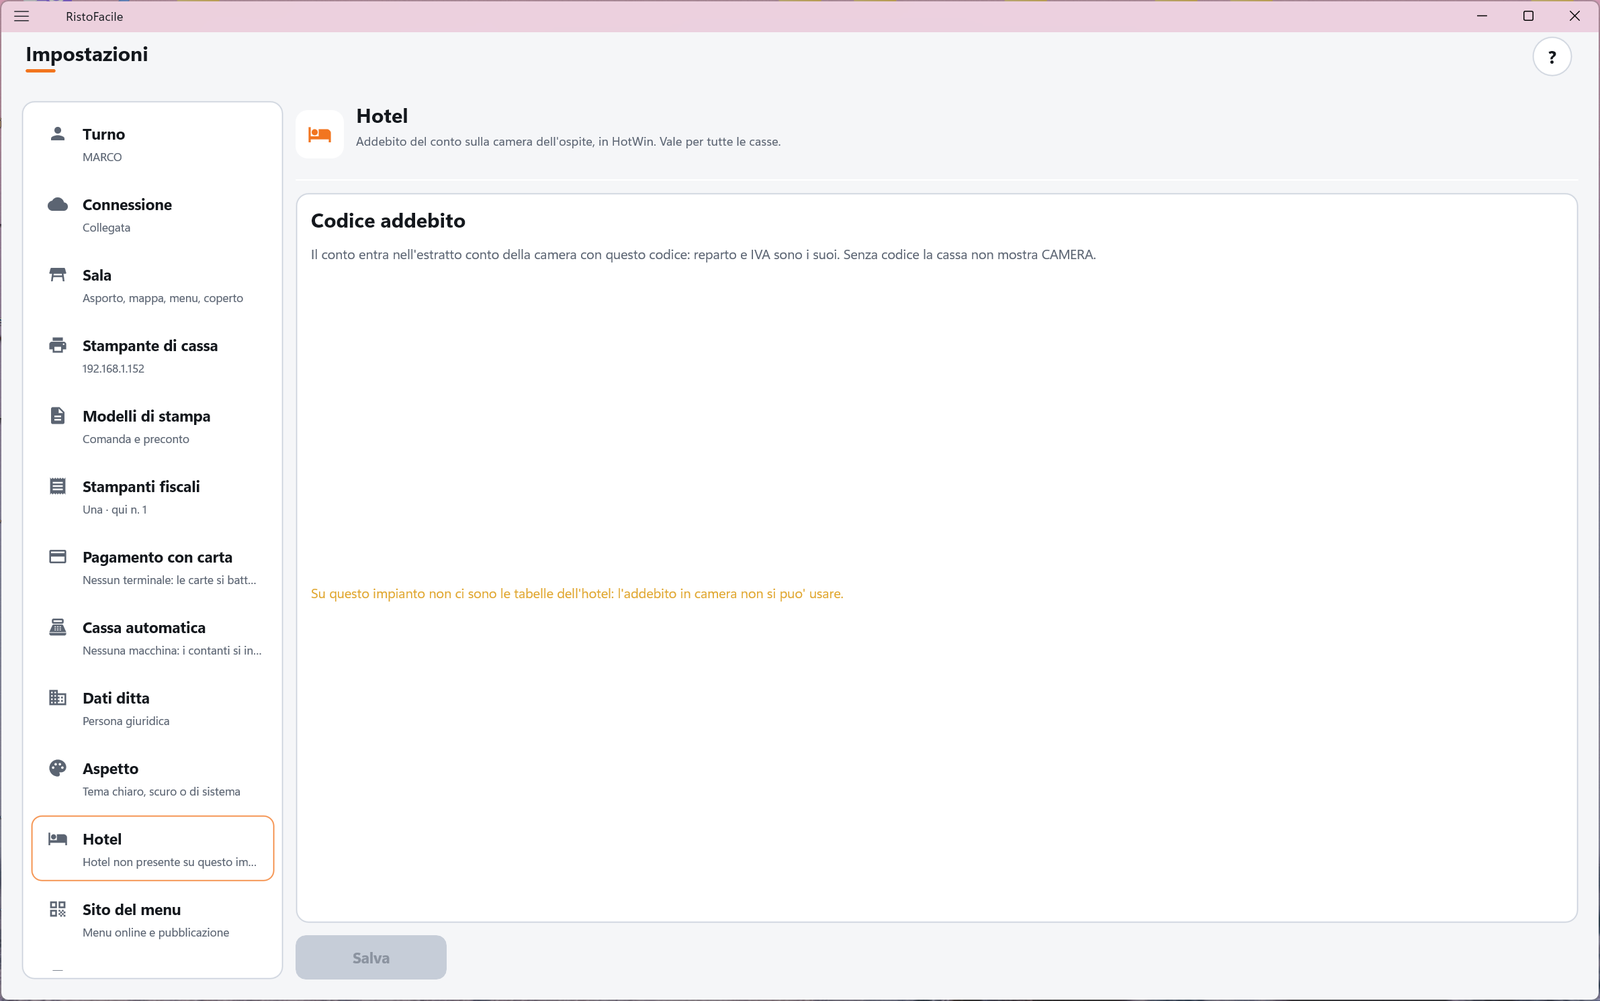 RistoFacile
Impostazioni
?
Turno
MARCO
Connessione
Collegata
Sala
Asporto, mappa, menu, coperto
Stampante di cassa
192.168.1.152
Modelli di stampa
Comanda e preconto
Stampanti fiscali
Una · qui n. 1
Pagamento con carta
Nessun terminale: le carte si batt...
Cassa automatica
Nessuna macchina: i contanti si in...
Dati ditta
Persona giuridica
Aspetto
Tema chiaro, scuro o di sistema
Hotel
Hotel non presente su questo im...
Sito del menu
Menu online e pubblicazione
Hotel
Addebito del conto sulla camera dell'ospite, in HotWin. Vale per tutte le casse.
Codice addebito
Il conto entra nell'estratto conto della camera con questo codice: reparto e IVA sono i suoi. Senza codice la cassa non mostra CAMERA.
Su questo impianto non ci sono le tabelle dell'hotel: l'addebito in camera non si puo' usare.
Salva